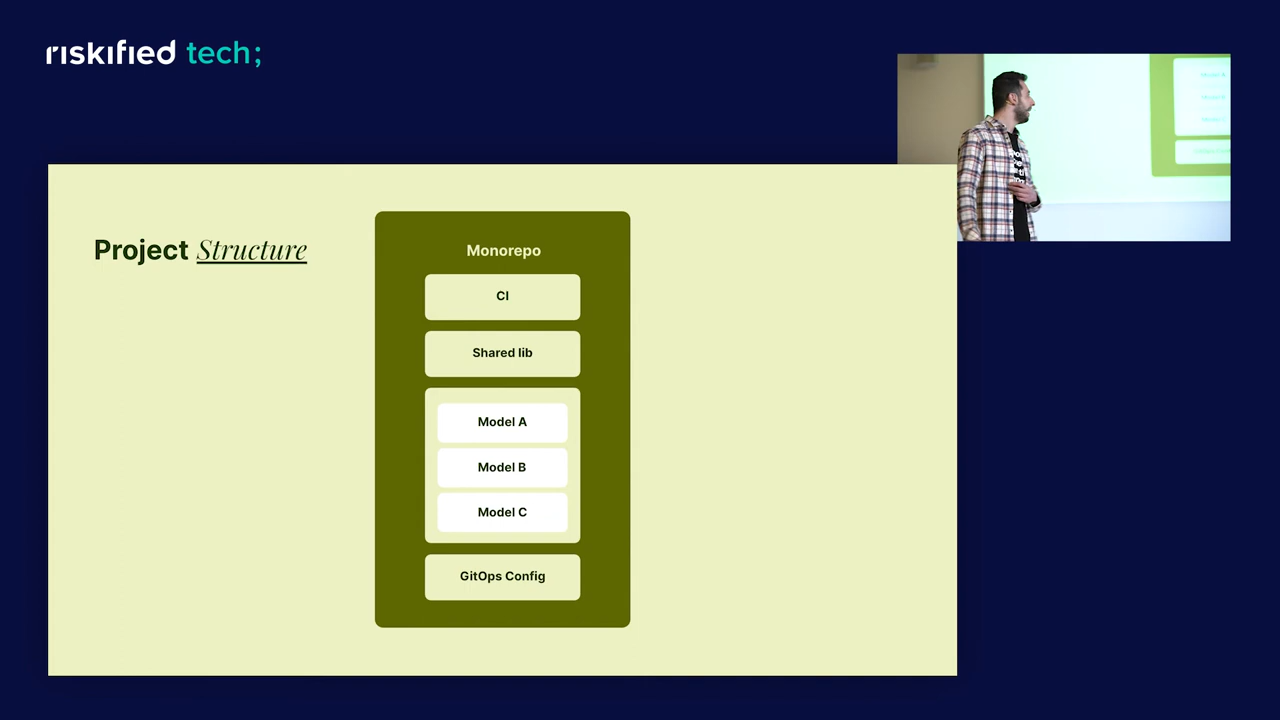 riskified tech;
Project Structure
Monorepo
CI
Shared lib
Model A
Model B
Model C
GitOps Config